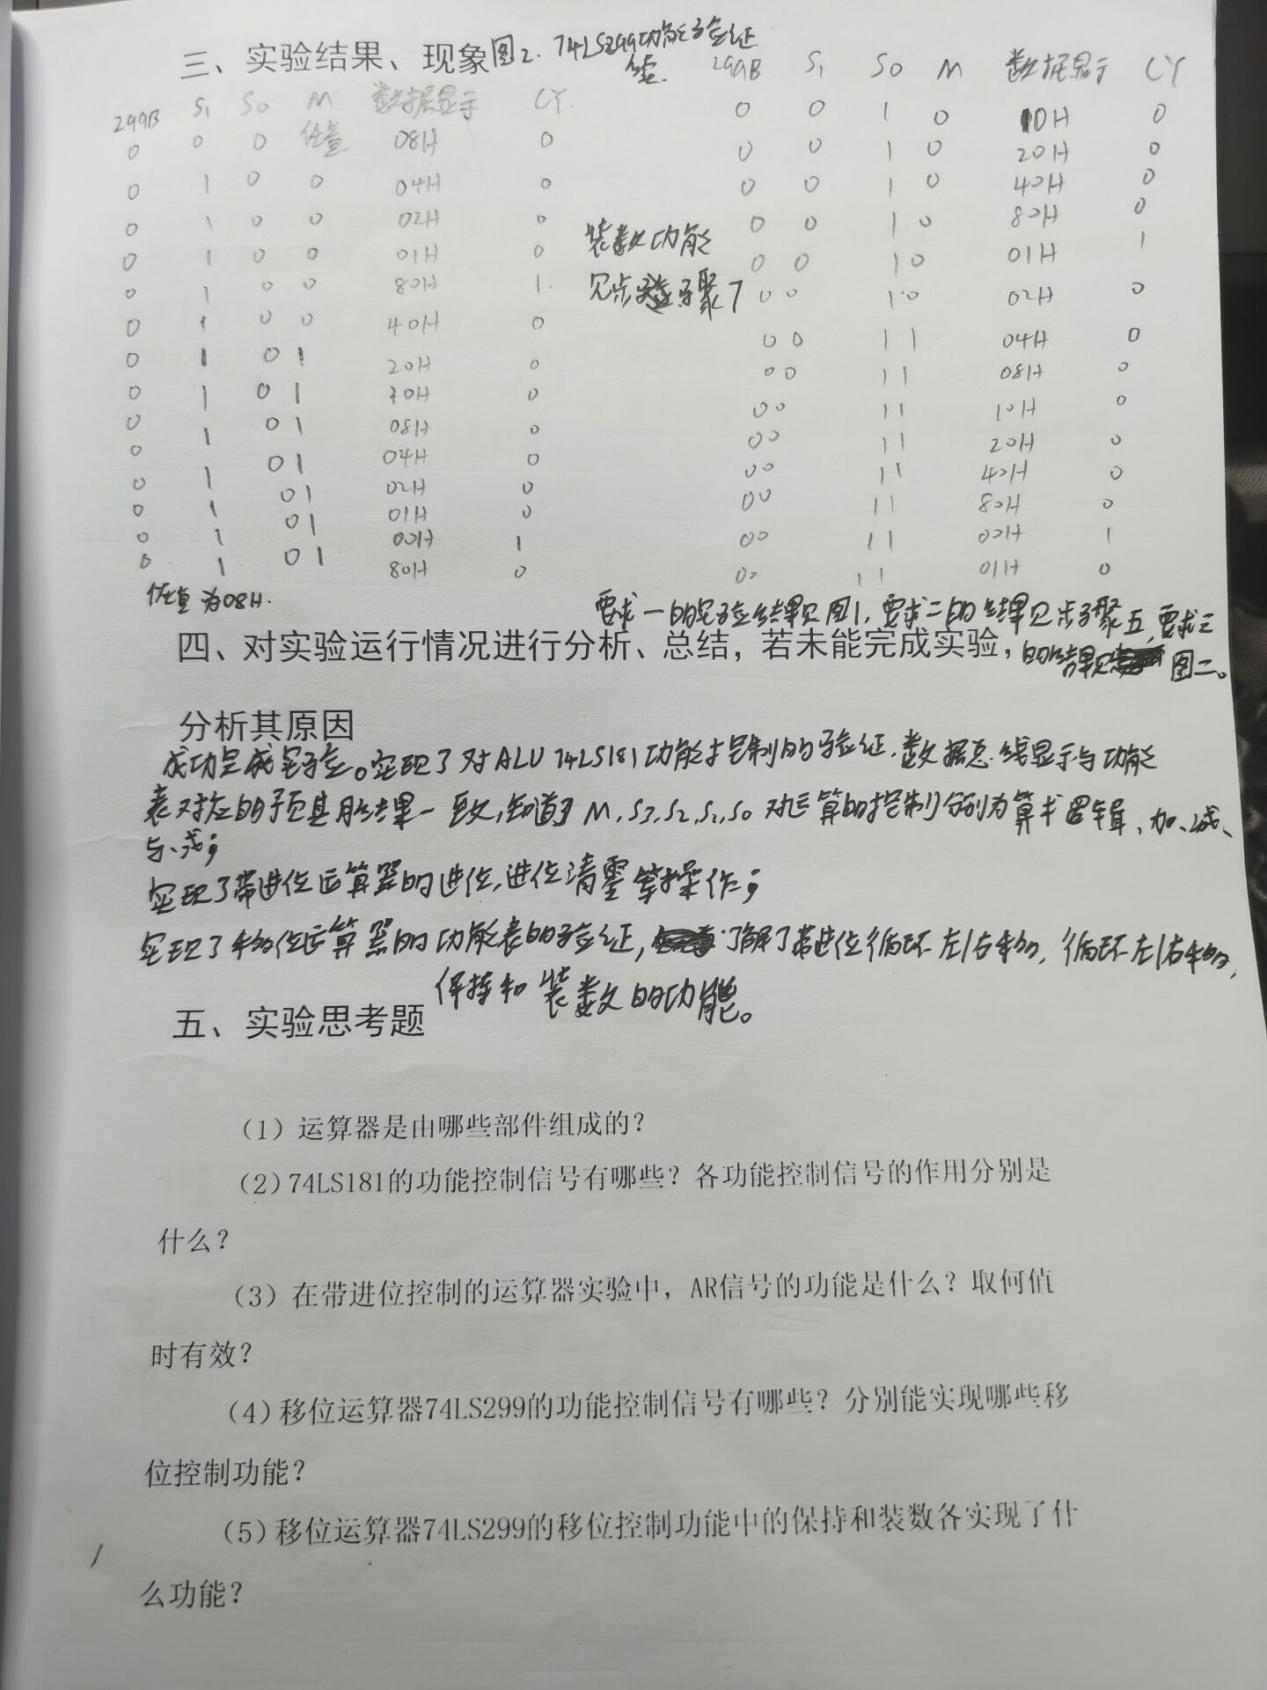 三、实验结果、现象图2. 74LS299功能验证
299B S1 S0 M 数据显示 CY.
0 0 0 任意 08H 0
0 1 0 0 04H 0
0 1 0 0 02H 0
0 1 0 0 01H 0
0 1 0 0 80H 1
0 1 0 0 40H 0
0 1 0 1 20H 0
0 1 0 1 10H 0
0 1 0 1 08H 0
0 1 0 1 04H 0
0 1 0 1 02H 0
0 1 0 1 01H 0
0 1 0 1 00H 1
0 1 0 1 80H 0
任意为08H.
装数功能
见步骤7
299B S1 S0 M 数据显示 CY
0 0 1 0 10H 0
0 0 1 0 20H 0
0 0 1 0 40H 0
0 0 1 0 80H 0
0 0 1 0 01H 1
0 0 1 0 02H 0
0 0 1 1 04H 0
0 0 1 1 08H 0
0 0 1 1 10H 0
0 0 1 1 20H 0
0 0 1 1 40H 0
0 0 1 1 80H 0
0 0 1 1 00H 1
0 0 1 1 01H 0
要求一的实验结果见图1,要求二的结果见步骤五,要求三
的结果见图二。
四、对实验运行情况进行分析、总结，若未能完成实验，
分析其原因
成功完成实验。实现了对ALU 74LS181功能控制的验证,数据总线显示与功能
表对应的预期结果一致,知道了M,S3,S2,S1,S0对运算的控制分别为算术逻辑、加、减、
与、或;
实现了带进位运算器的进位,进位清零等操作;
实现了移位运算器的功能表的验证,了解了带进位循环左/右移,循环左/右移,
保持和装数的功能。
五、实验思考题
（1）运算器是由哪些部件组成的？
（2）74LS181的功能控制信号有哪些？各功能控制信号的作用分别是
什么？
（3）在带进位控制的运算器实验中，AR信号的功能是什么？取何值
时有效？
（4）移位运算器74LS299的功能控制信号有哪些？分别能实现哪些移
位控制功能？
（5）移位运算器74LS299的移位控制功能中的保持和装数各实现了什
么功能？